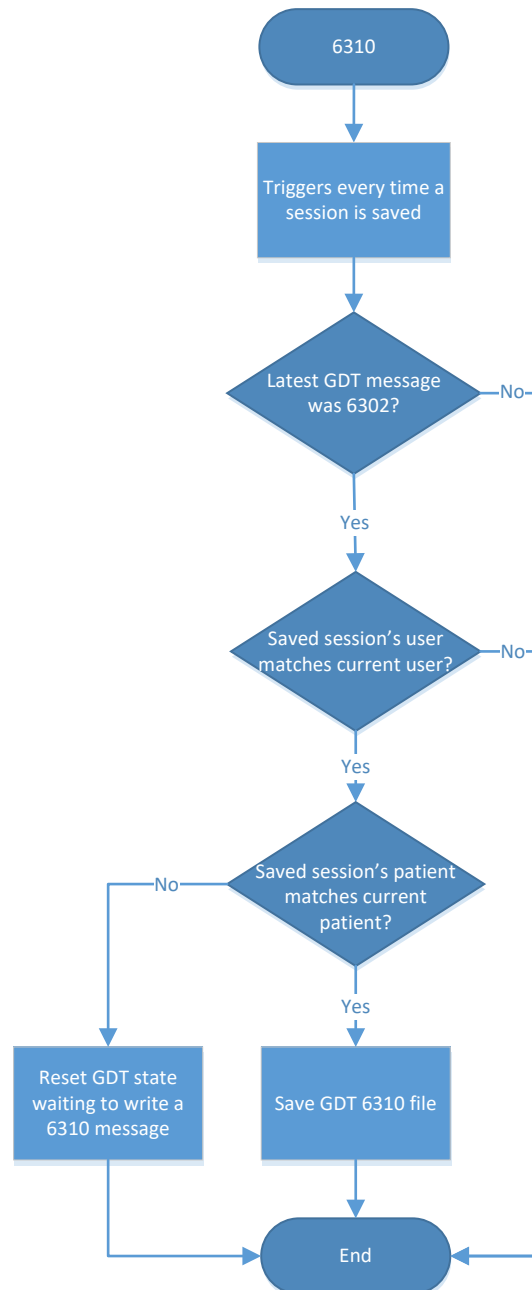 6310
Triggers every time a
session is saved
Latest GDT message
was 6302?
No
Yes
Saved session’s user
matches current user?
No
Yes
Saved session’s patient
matches current
patient?
No
Yes
Reset GDT state
waiting to write a
6310 message
Save GDT 6310 file
End